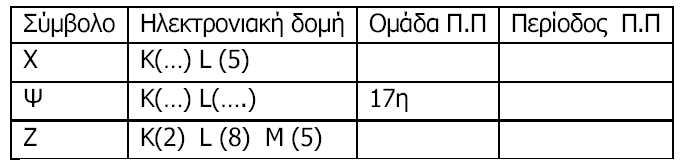 Σύμβολο Ηλεκτρονιακή δομή Ομάδα Π.Π Περίοδος Π.Π
Χ Κ(...) L (5)
Ψ Κ(...) L(....) 17η
Ζ Κ(2) L (8) M (5)